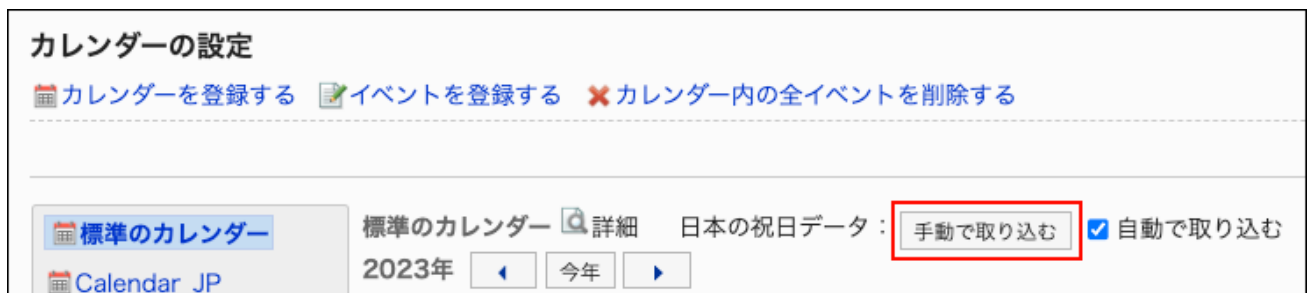 カレンダーの設定
カレンダーを登録する イベントを登録する カレンダー内の全イベントを削除する
標準のカレンダー 標準のカレンダー 詳細 日本の祝日データ： 手動で取り込む 自動で取り込む
Calendar JP 2023年 今年